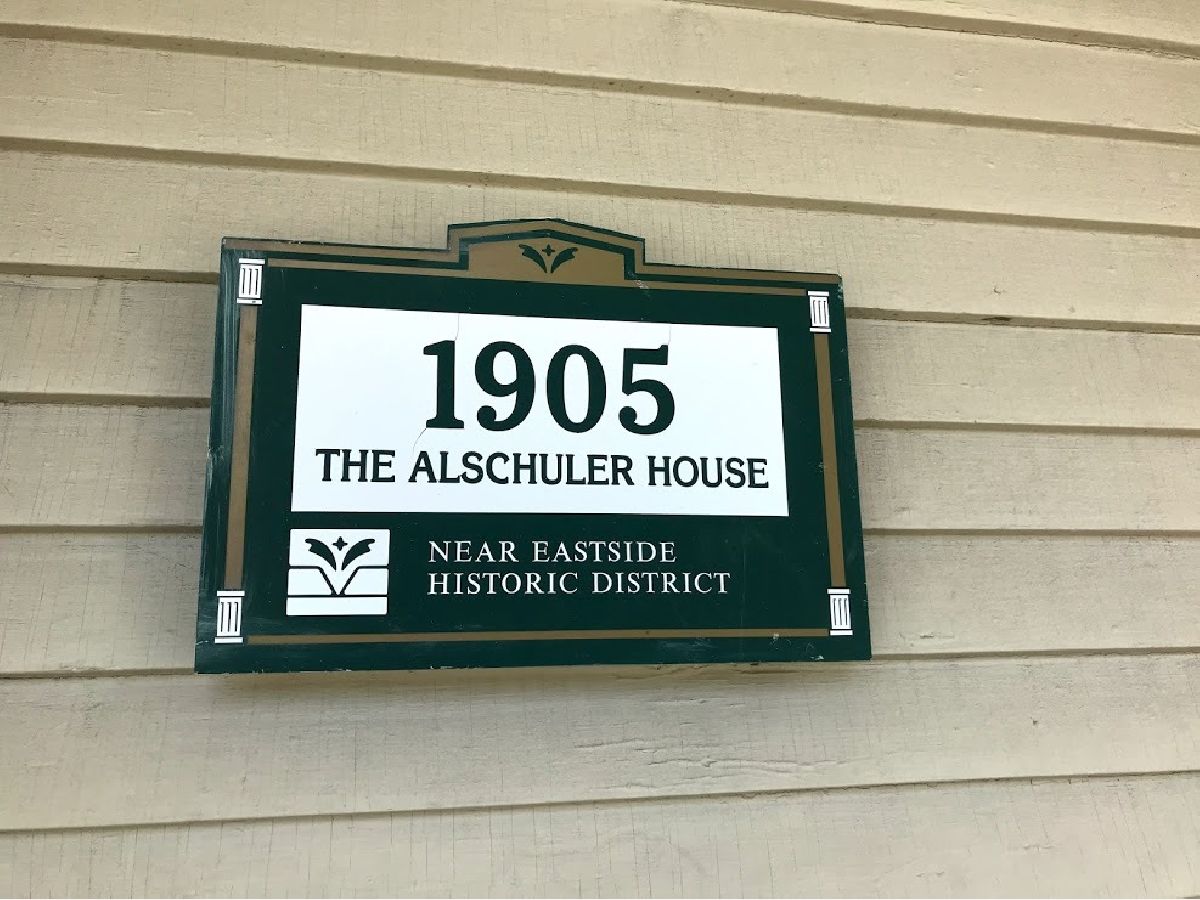 1905
THE ALSCHULER HOUSE
NEAR EASTSIDE
HISTORIC DISTRICT